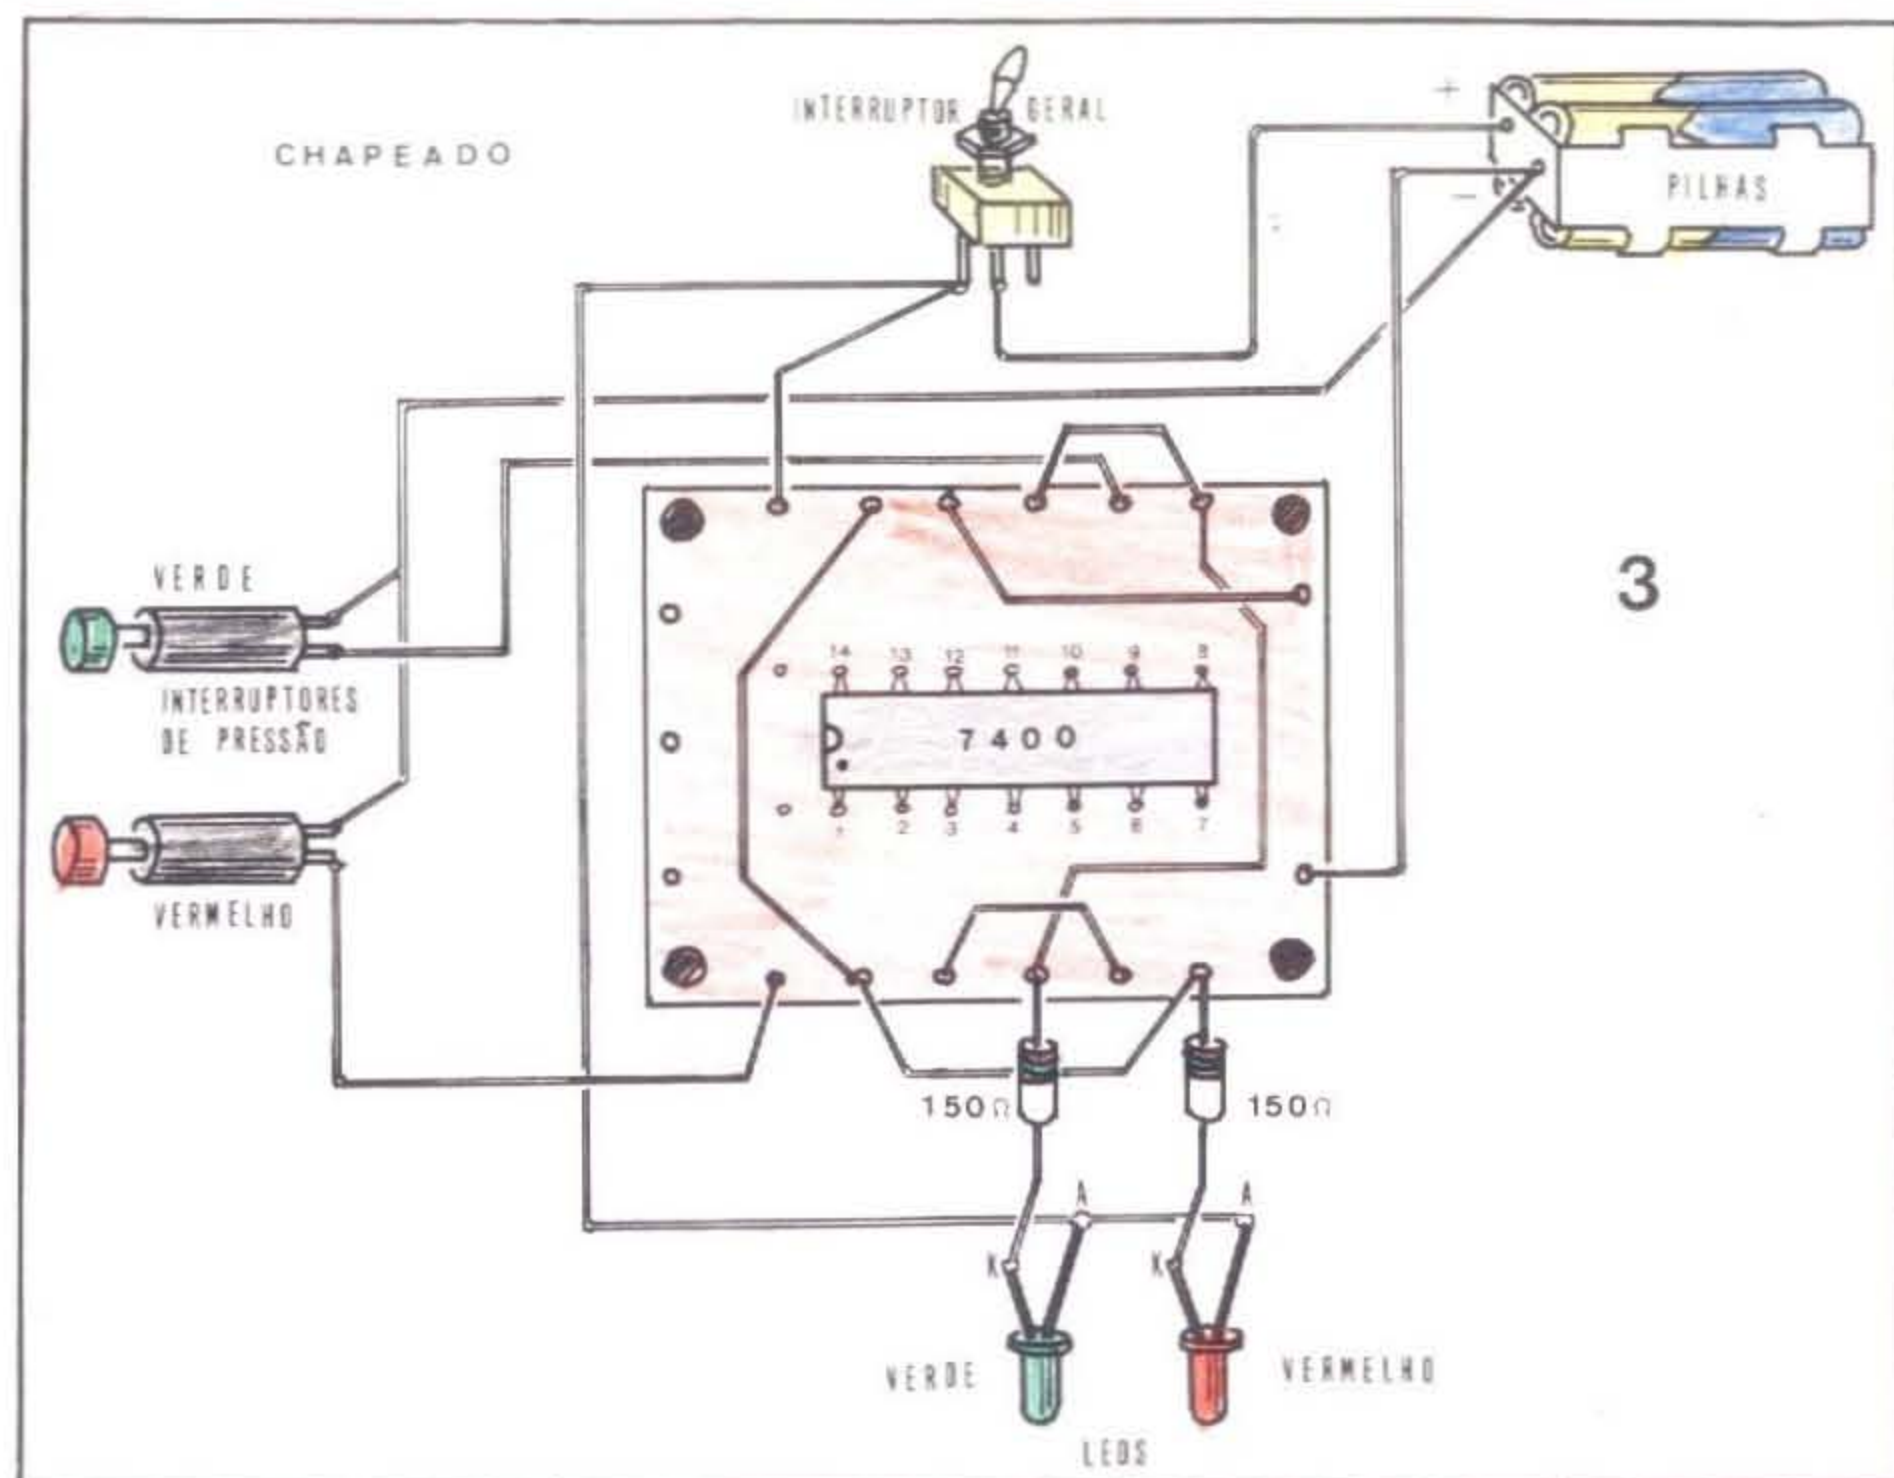 INTERRUPTOR GERAL
CHAPEADO
+
−
PILHAS
3
VERDE
INTERRUPTORES
DE PRESSÃO
VERMELHO
14 13 12 11 10 9 8
7400
1 2 3 4 5 6 7
150Ω
150Ω
A
A
K
K
VERDE
VERMELHO
LEDS